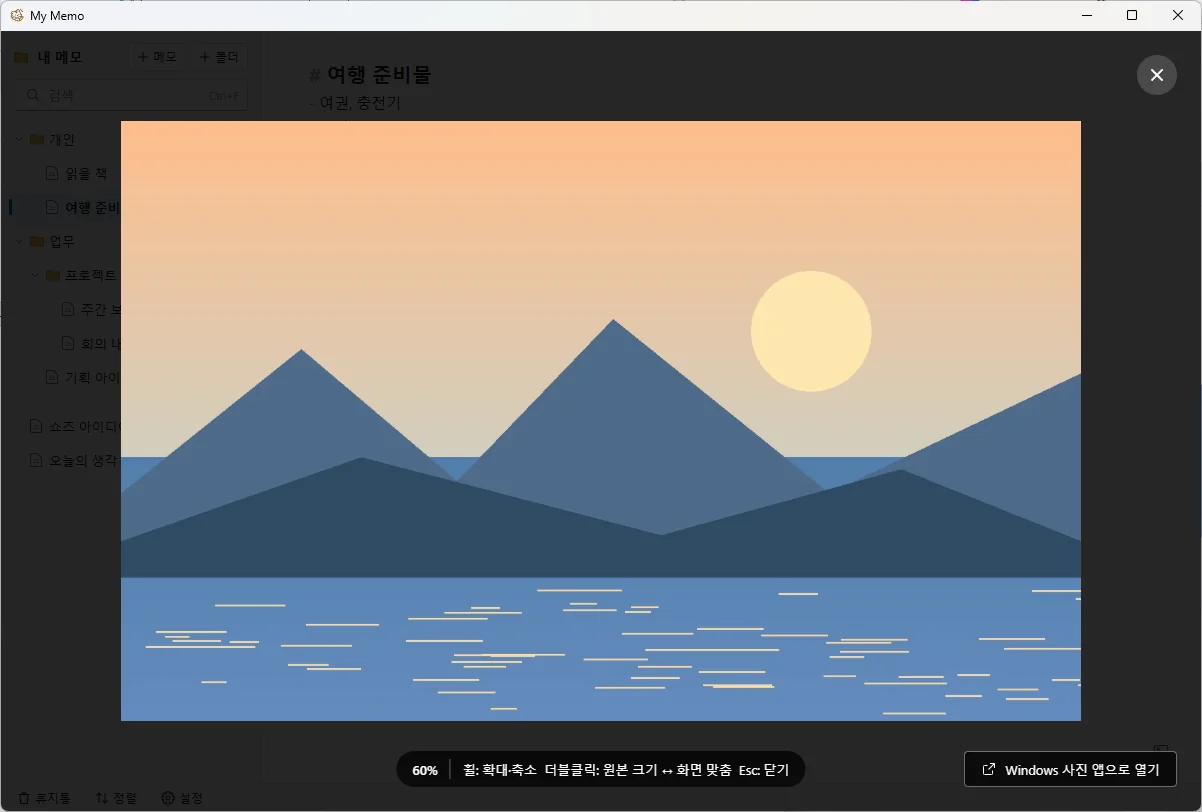 My Memo
내 메모
+ 메모
+ 폴더
# 여행 준비물
검색
Ctrl+F
- 여권, 충전기
개인
읽을 책
여행 준비
업무
프로젝트
주간
회의
기획 아이
쇼츠 아이디
오늘의 생각
60%
휠: 확대·축소 더블클릭: 원본 크기 ↔ 화면 맞춤 Esc: 닫기
Windows 사진 앱으로 열기
휴지통
정렬
설정